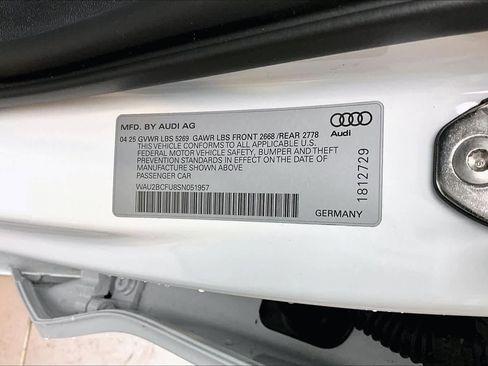 MFD. BY AUDI AG
04 25 GVWR LBS 5269 GAWR LBS FRONT 2668 /REAR 2778
THIS VEHICLE CONFORMS TO ALL APPLICABLE U.S.
FEDERAL MOTOR VEHICLE SAFETY, BUMPER AND THEFT
PREVENTION STANDARDS IN EFFECT ON THE DATE OF
MANUFACTURE SHOWN ABOVE.
PASSENGER CAR
WAU2BCFU8SN051957
Audi
1812729
GERMANY